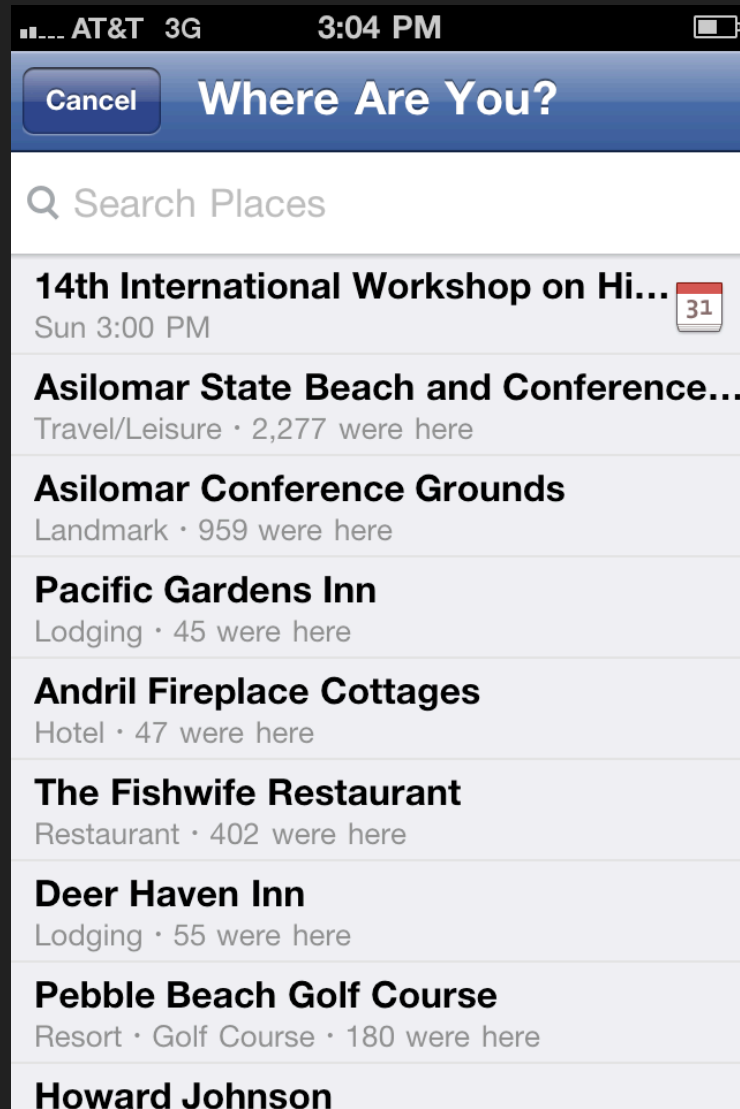 AT&T 3G 3:04 PM
Cancel Where Are You?
Search Places
14th International Workshop on Hi...
31
Sun 3:00 PM
Asilomar State Beach and Conference...
Travel/Leisure · 2,277 were here
Asilomar Conference Grounds
Landmark · 959 were here
Pacific Gardens Inn
Lodging · 45 were here
Andril Fireplace Cottages
Hotel · 47 were here
The Fishwife Restaurant
Restaurant · 402 were here
Deer Haven Inn
Lodging · 55 were here
Pebble Beach Golf Course
Resort · Golf Course · 180 were here
Howard Johnson